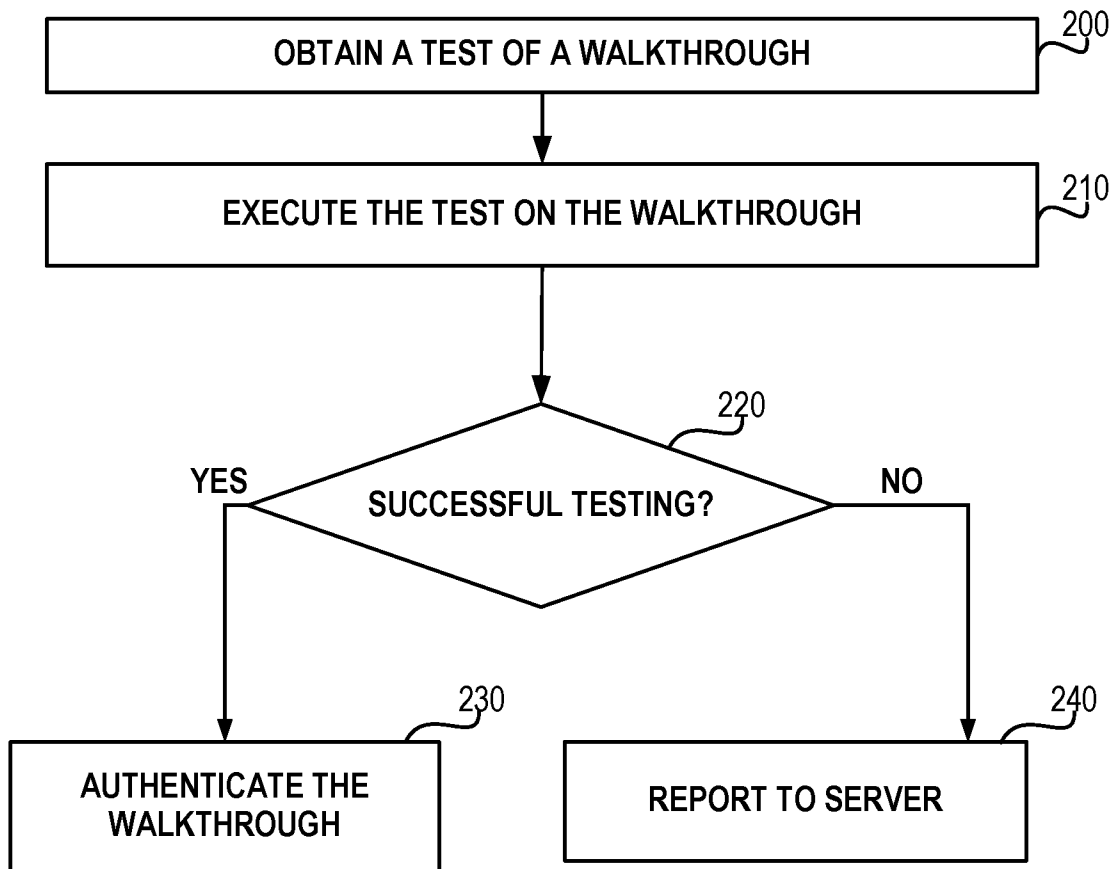 OBTAIN A TEST OF A WALKTHROUGH
200
EXECUTE THE TEST ON THE WALKTHROUGH
210
220
YES
SUCCESSFUL TESTING?
NO
230
240
AUTHENTICATE THE
WALKTHROUGH
REPORT TO SERVER